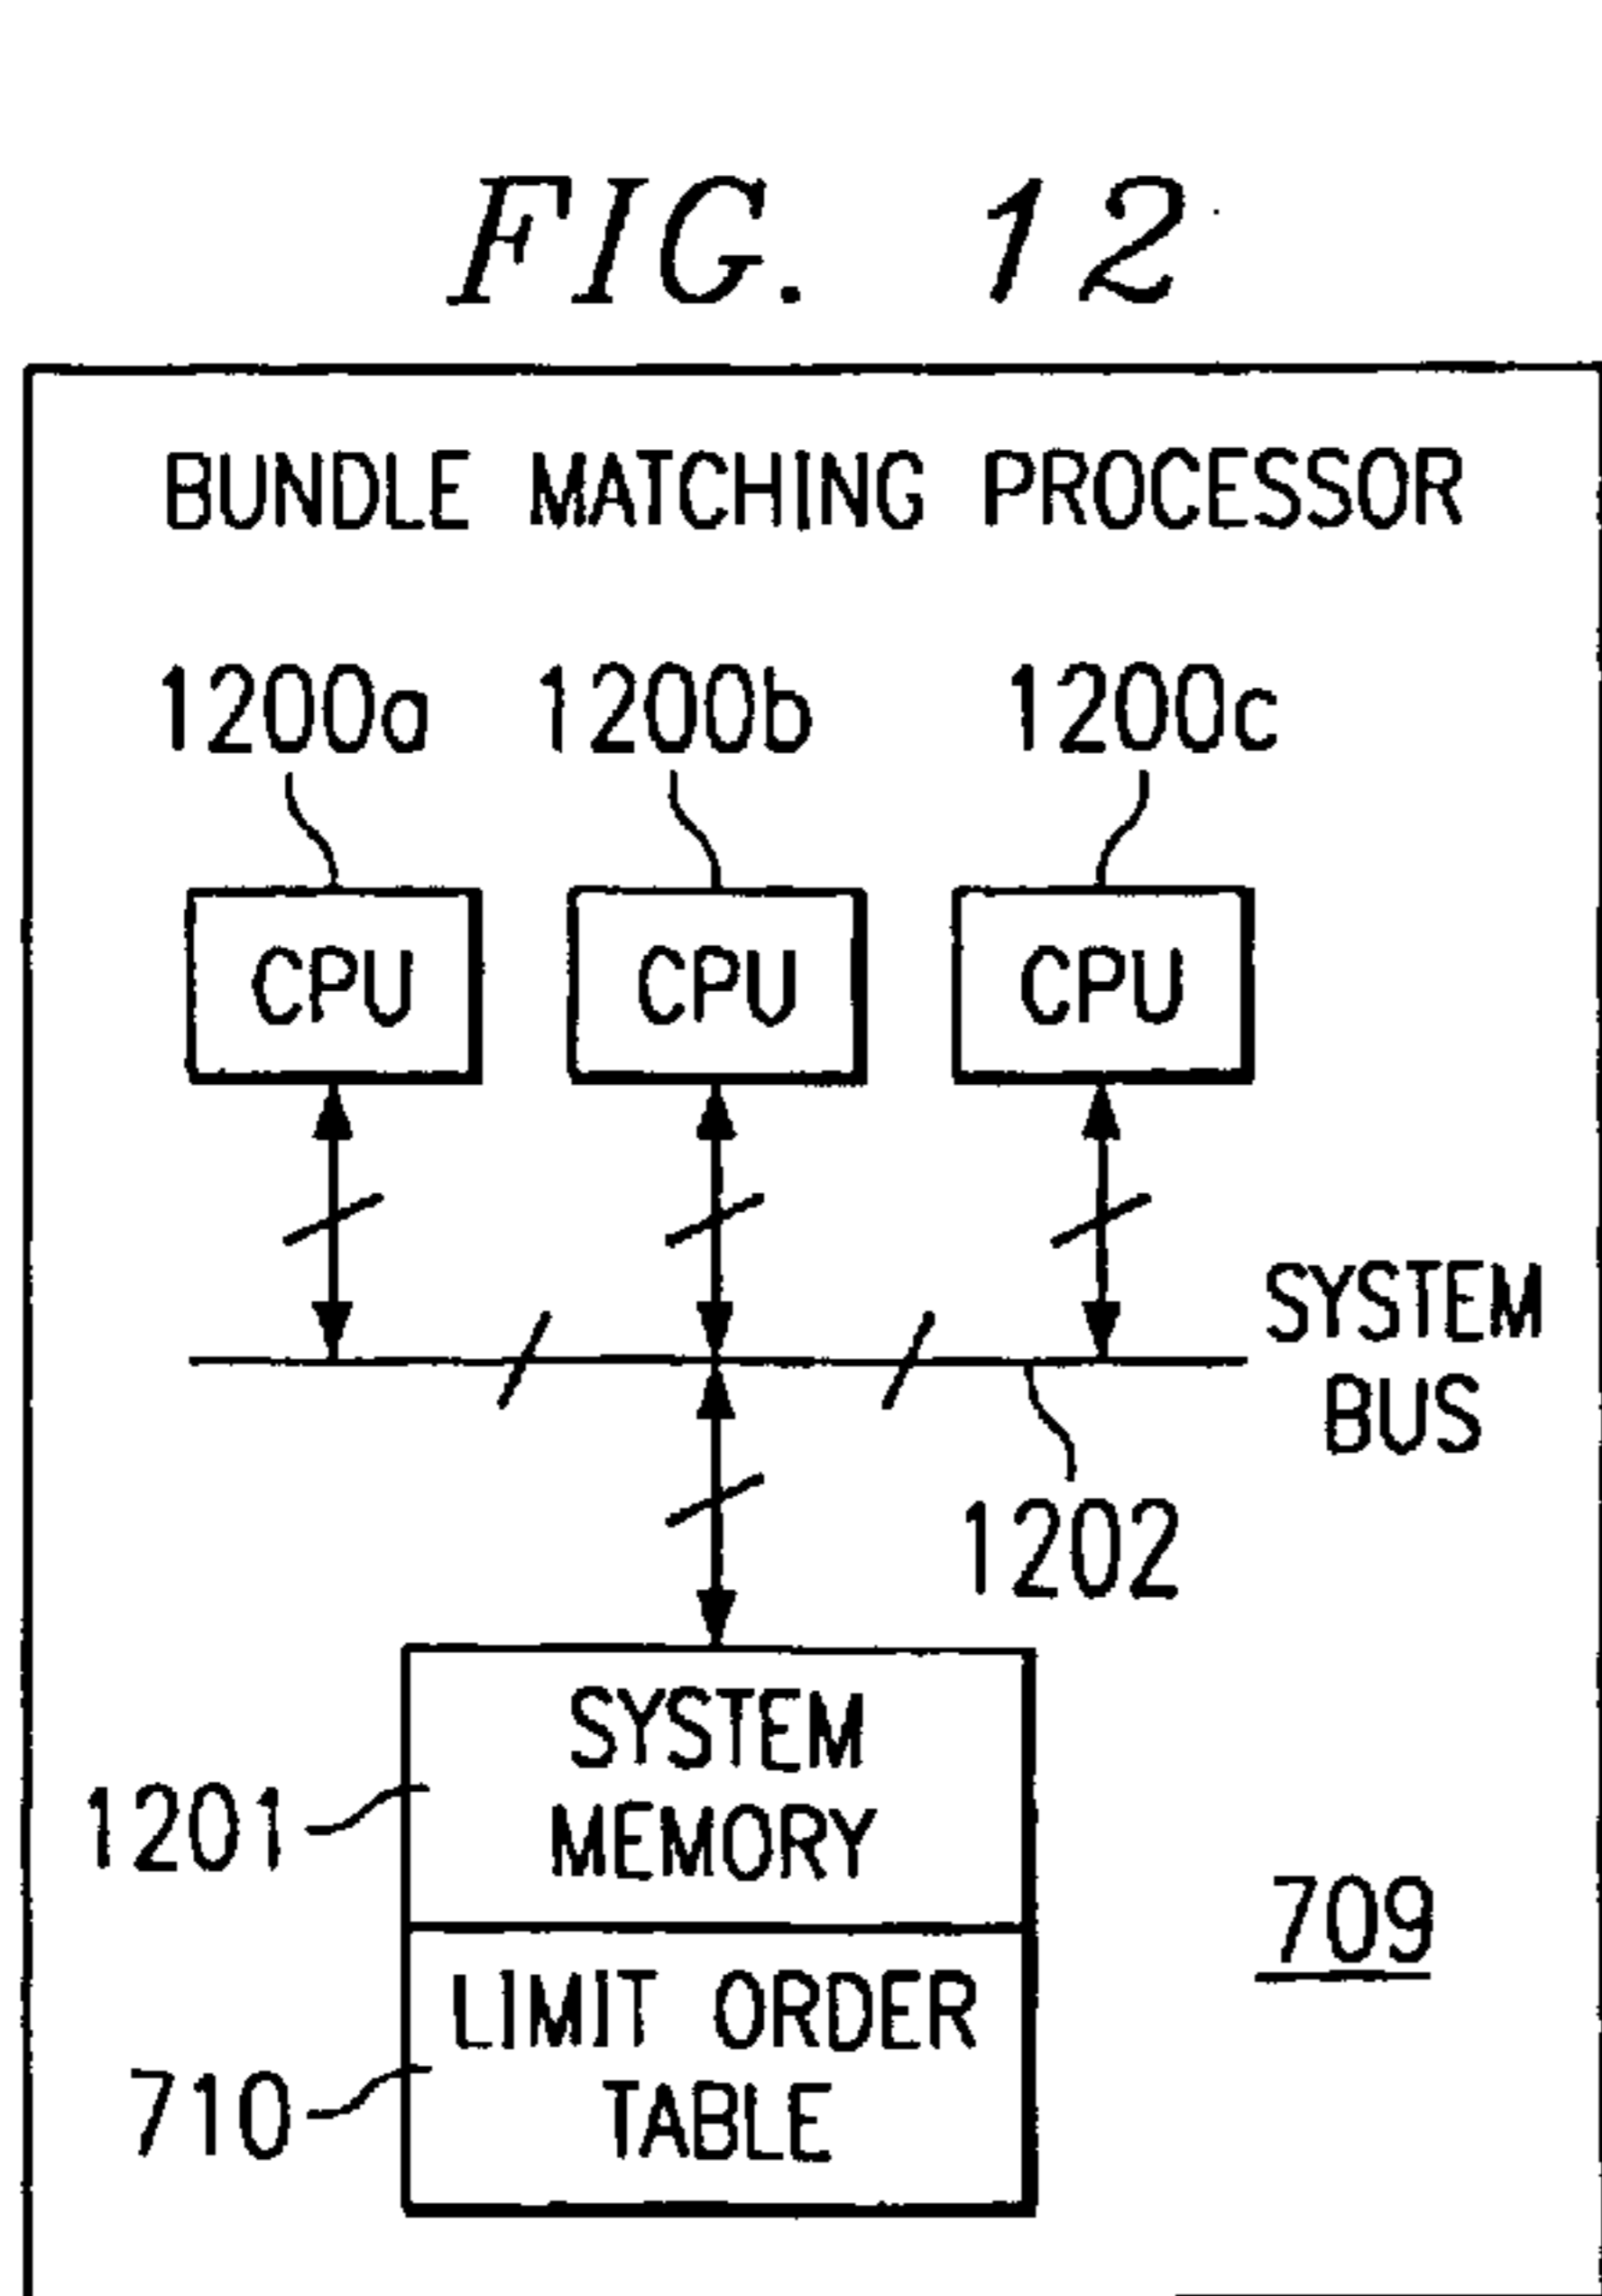 FIG. 12
BUNDLE MATCHING PROCESSOR
1200a 1200b 1200c
CPU CPU CPU
SYSTEM
BUS
1202
SYSTEM
MEMORY
1201
709
LIMIT ORDER
TABLE
710